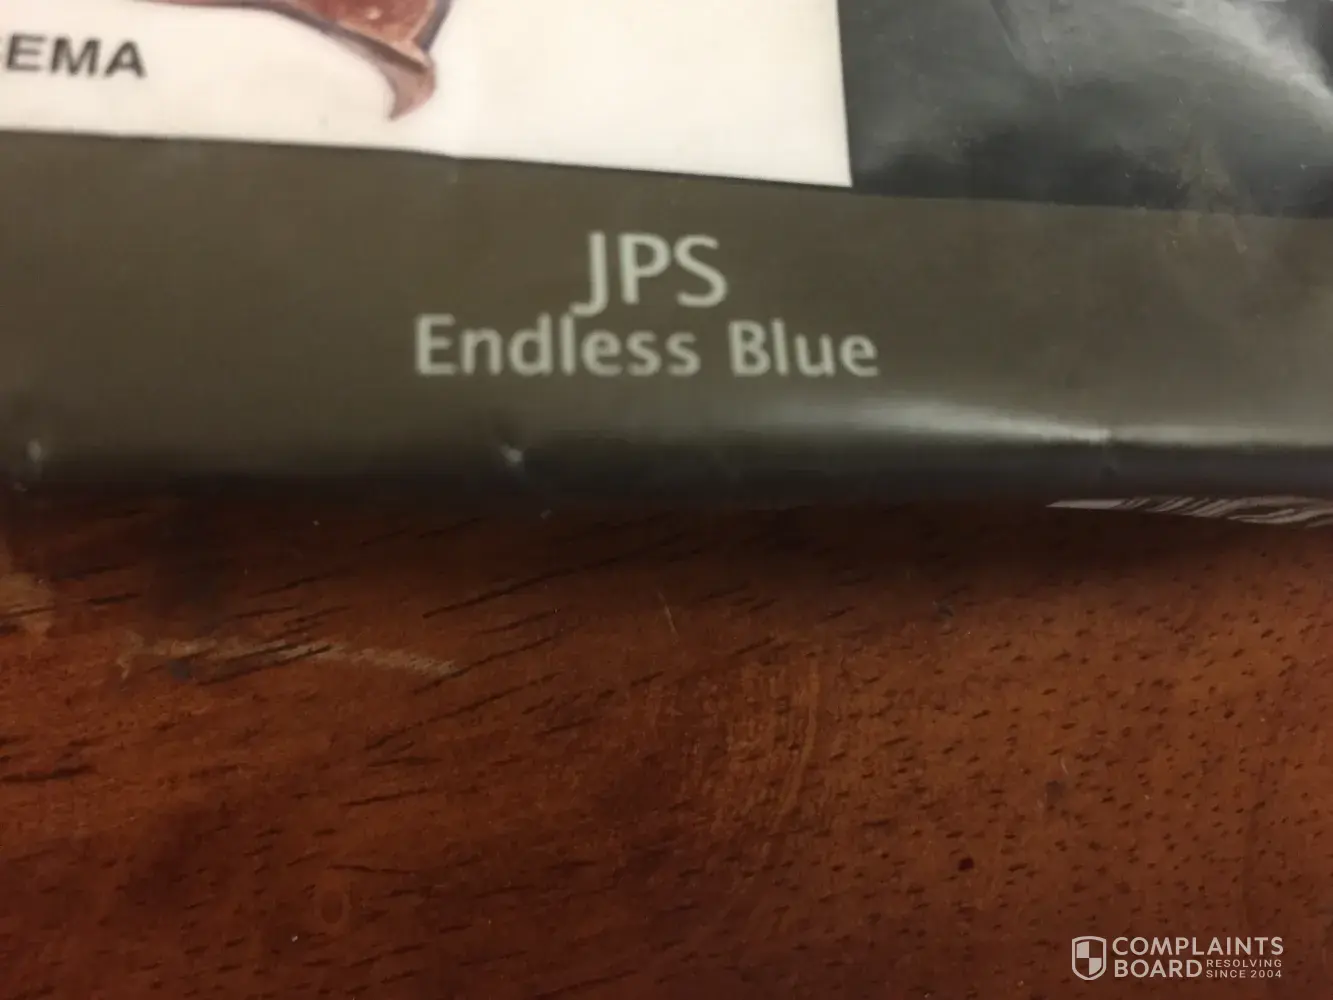 EMA
JPS
Endless Blue
COMPLAINTS
BOARD RESOLVING
SINCE 2004